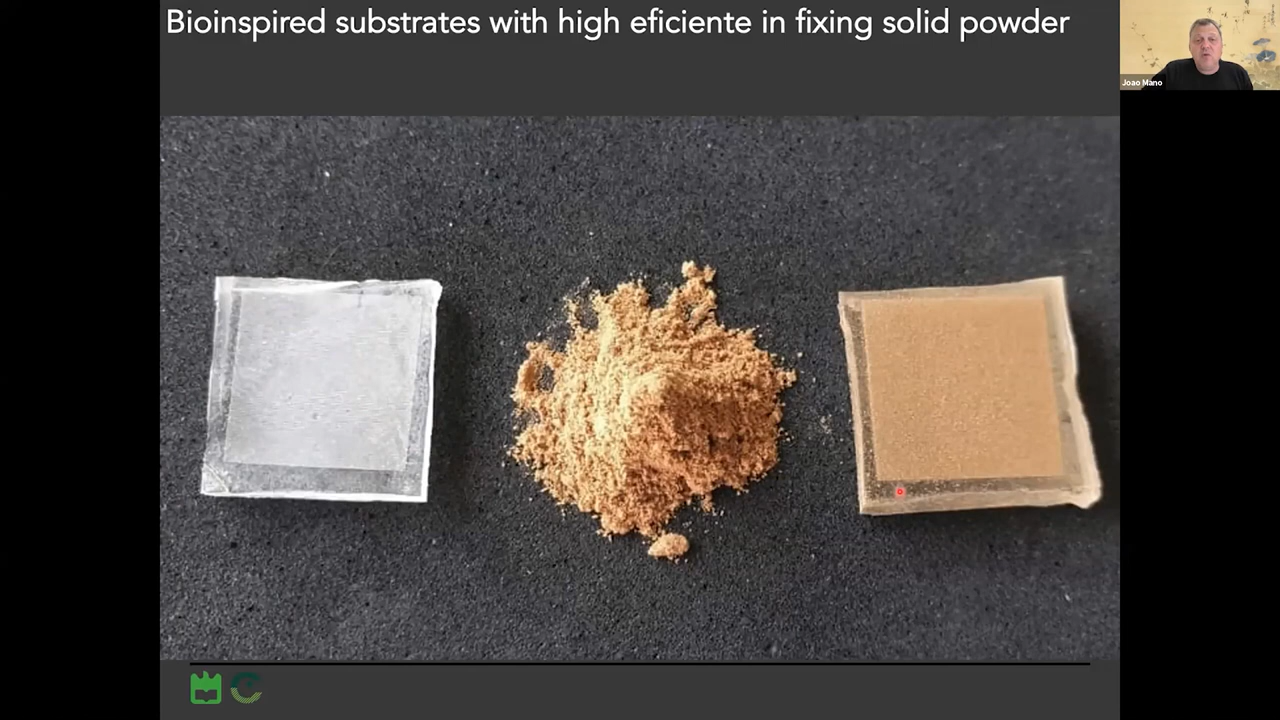 Bioinspired substrates with high eficiente in fixing solid powder
Joao Mano